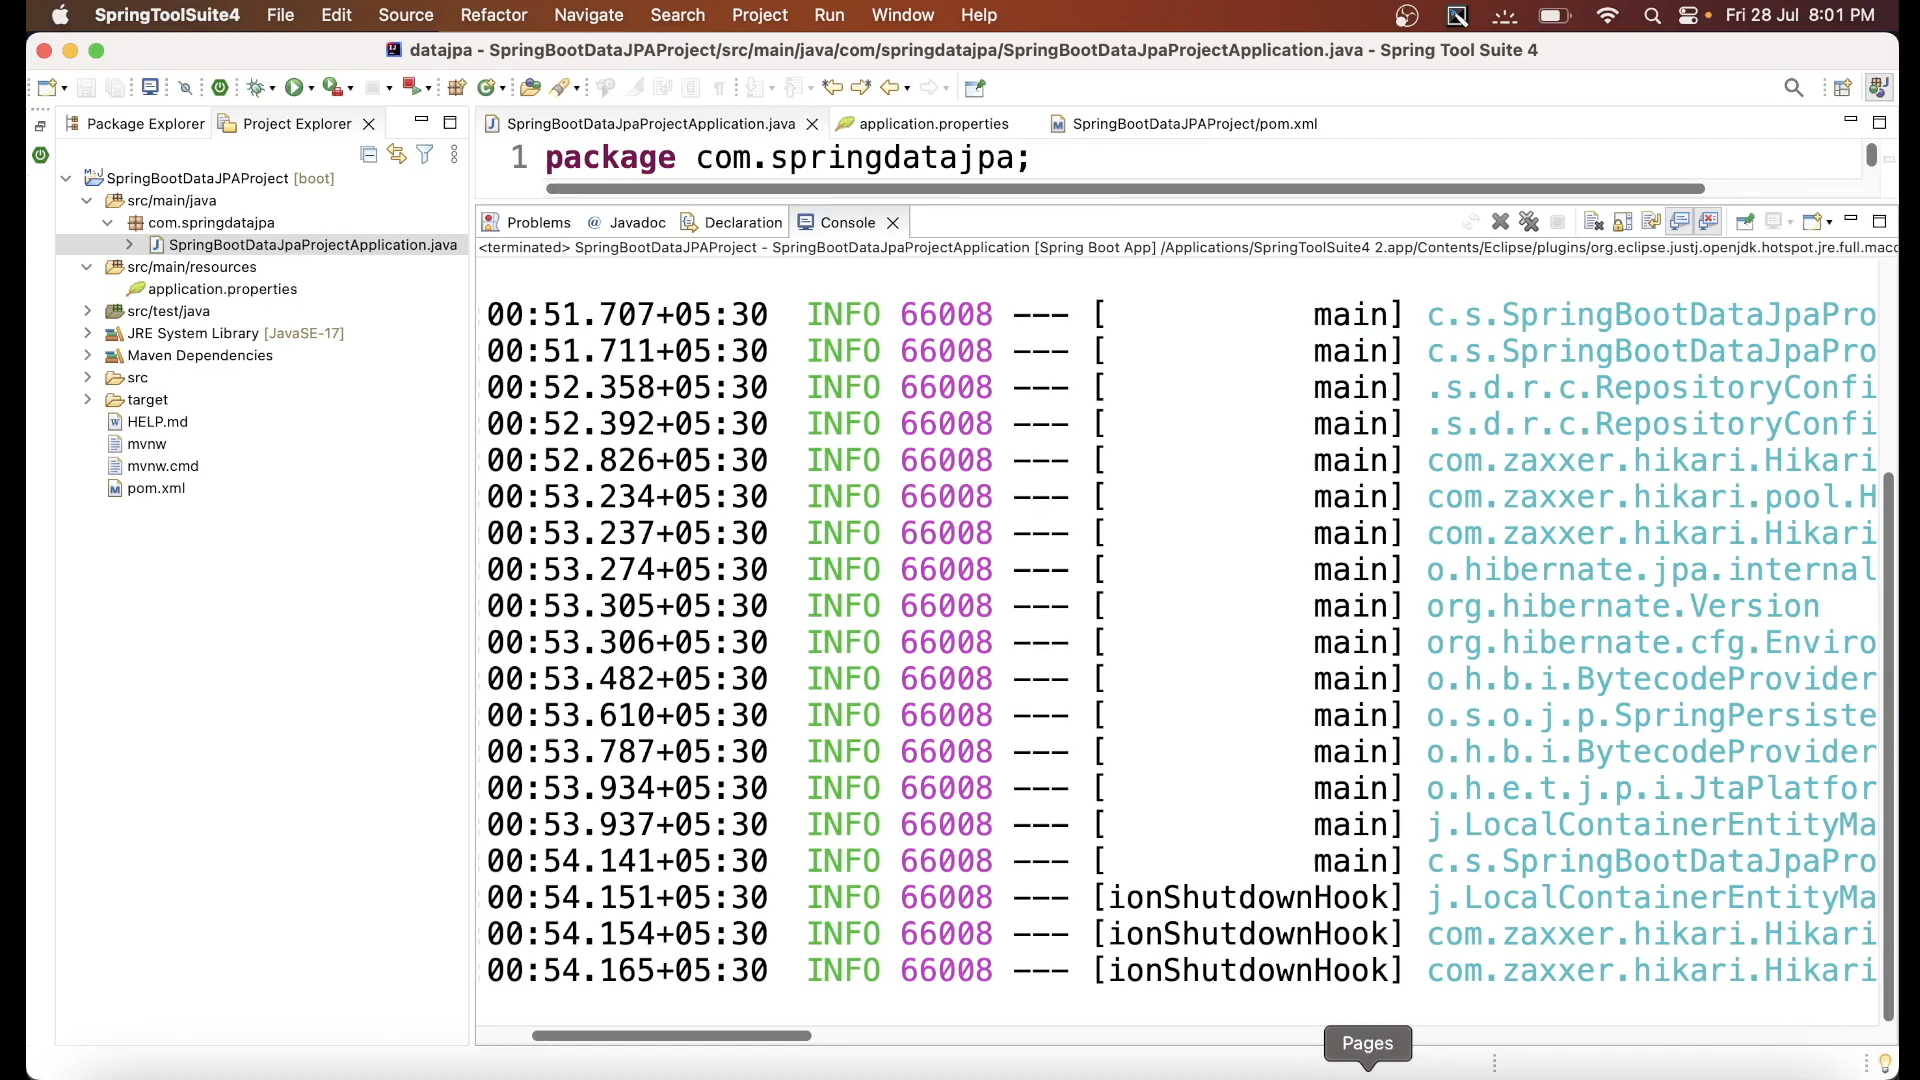 SpringToolSuite4 File Edit Source Refactor Navigate Search Project Run Window Help Fri 28 Jul 8:01 PM
datajpa - SpringBootDataJPAProject/src/main/java/com/springdatajpa/SpringBootDataJpaProjectApplication.java - Spring Tool Suite 4
Package Explorer Project Explorer
SpringBootDataJPAProject [boot]
src/main/java
com.springdatajpa
SpringBootDataJpaProjectApplication.java
src/main/resources
application.properties
src/test/java
JRE System Library [JavaSE-17]
Maven Dependencies
src
target
HELP.md
mvnw
mvnw.cmd
pom.xml
SpringBootDataJpaProjectApplication.java application.properties SpringBootDataJPAProject/pom.xml
1 package com.springdatajpa;
Problems Javadoc Declaration Console
<terminated> SpringBootDataJPAProject - SpringBootDataJpaProjectApplication [Spring Boot App] /Applications/SpringToolSuite4 2.app/Contents/Eclipse/plugins/org.eclipse.justj.openjdk.hotspot.jre.full.macc
00:51.707+05:30 INFO 66008 --- [ main] c.s.SpringBootDataJpaPro
00:51.711+05:30 INFO 66008 --- [ main] c.s.SpringBootDataJpaPro
00:52.358+05:30 INFO 66008 --- [ main] .s.d.r.c.RepositoryConfi
00:52.392+05:30 INFO 66008 --- [ main] .s.d.r.c.RepositoryConfi
00:52.826+05:30 INFO 66008 --- [ main] com.zaxxer.hikari.Hikari
00:53.234+05:30 INFO 66008 --- [ main] com.zaxxer.hikari.pool.H
00:53.237+05:30 INFO 66008 --- [ main] com.zaxxer.hikari.Hikari
00:53.274+05:30 INFO 66008 --- [ main] o.hibernate.jpa.internal
00:53.305+05:30 INFO 66008 --- [ main] org.hibernate.Version
00:53.306+05:30 INFO 66008 --- [ main] org.hibernate.cfg.Enviro
00:53.482+05:30 INFO 66008 --- [ main] o.h.b.i.BytecodeProvider
00:53.610+05:30 INFO 66008 --- [ main] o.s.o.j.p.SpringPersiste
00:53.787+05:30 INFO 66008 --- [ main] o.h.b.i.BytecodeProvider
00:53.934+05:30 INFO 66008 --- [ main] o.h.e.t.j.p.i.JtaPlatfor
00:53.937+05:30 INFO 66008 --- [ main] j.LocalContainerEntityMa
00:54.141+05:30 INFO 66008 --- [ main] c.s.SpringBootDataJpaPro
00:54.151+05:30 INFO 66008 --- [ionShutdownHook] j.LocalContainerEntityMa
00:54.154+05:30 INFO 66008 --- [ionShutdownHook] com.zaxxer.hikari.Hikari
00:54.165+05:30 INFO 66008 --- [ionShutdownHook] com.zaxxer.hikari.Hikari
Pages